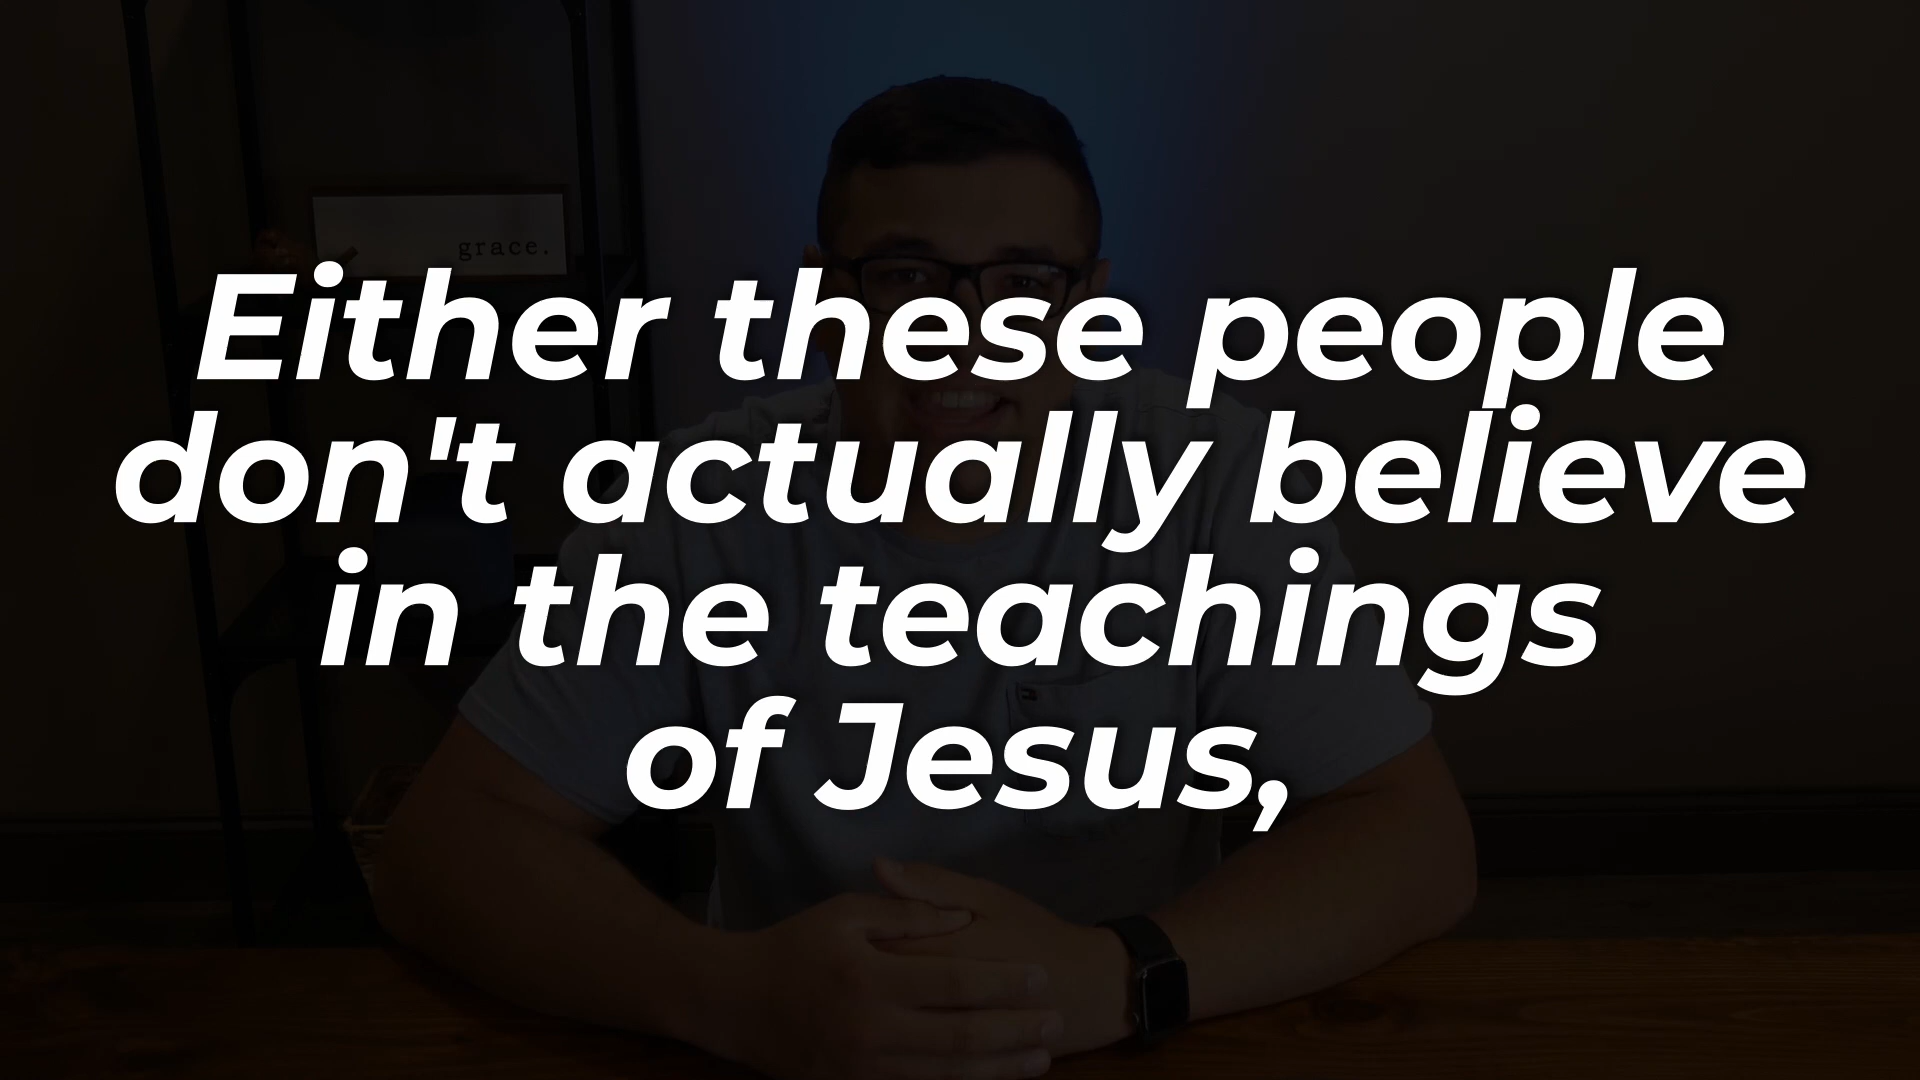 grace.
Either these people
don't actually believe
in the teachings
of Jesus,